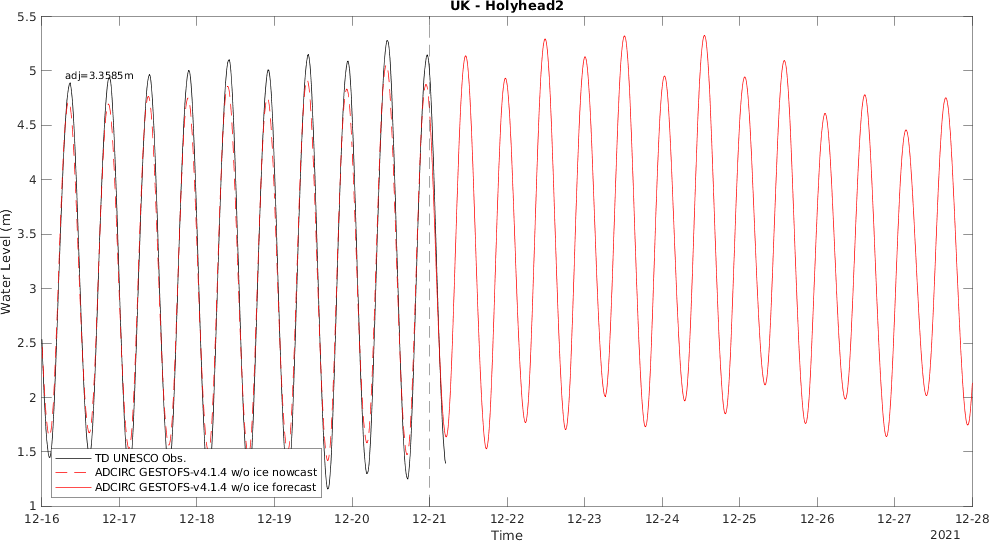 UK - Holyhead2
5.5
5
4.5
4
3.5
3
2.5
2
1.5
1
Water Level (m)
adj=3.3585m
TD UNESCO Obs.
ADCIRC GESTOFS-v4.1.4 w/o ice nowcast
ADCIRC GESTOFS-v4.1.4 w/o ice forecast
12-16 12-17 12-18 12-19 12-20 12-21 12-22 12-23 12-24 12-25 12-26 12-27 12-28
Time
2021